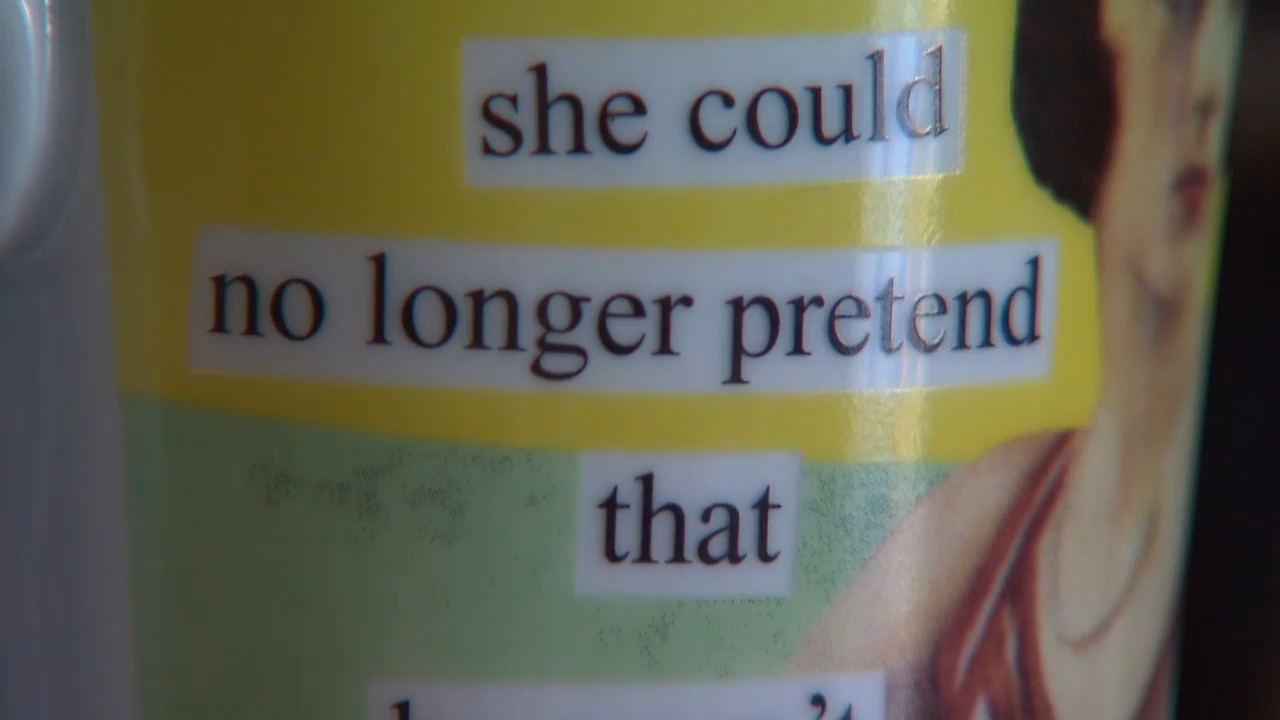 she could
no longer pretend
that